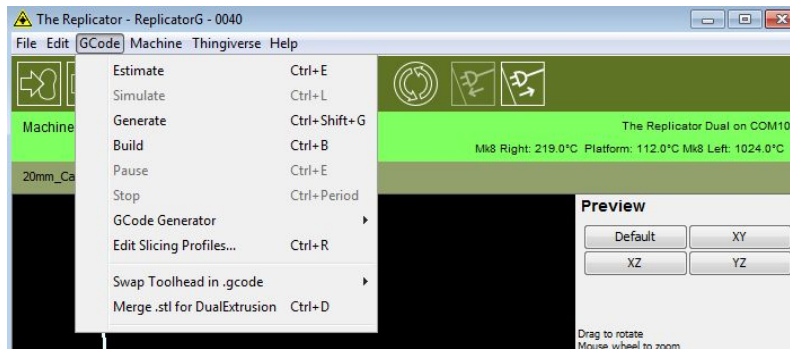 The Replicator - ReplicatorG - 0040
File Edit GCode Machine Thingiverse Help
Estimate Ctrl+E
Simulate Ctrl+L
Generate Ctrl+Shift+G
Build Ctrl+B
Pause Ctrl+E
Stop Ctrl+Period
GCode Generator
Edit Slicing Profiles... Ctrl+R
Swap Toolhead in .gcode
Merge .stl for DualExtrusion Ctrl+D
Machine
The Replicator Dual on COM10
Mk8 Right: 219.0°C Platform: 112.0°C Mk8 Left: 1024.0°C
20mm_Ca
Preview
Default XY
XZ YZ
Drag to rotate
Mouse wheel to zoom